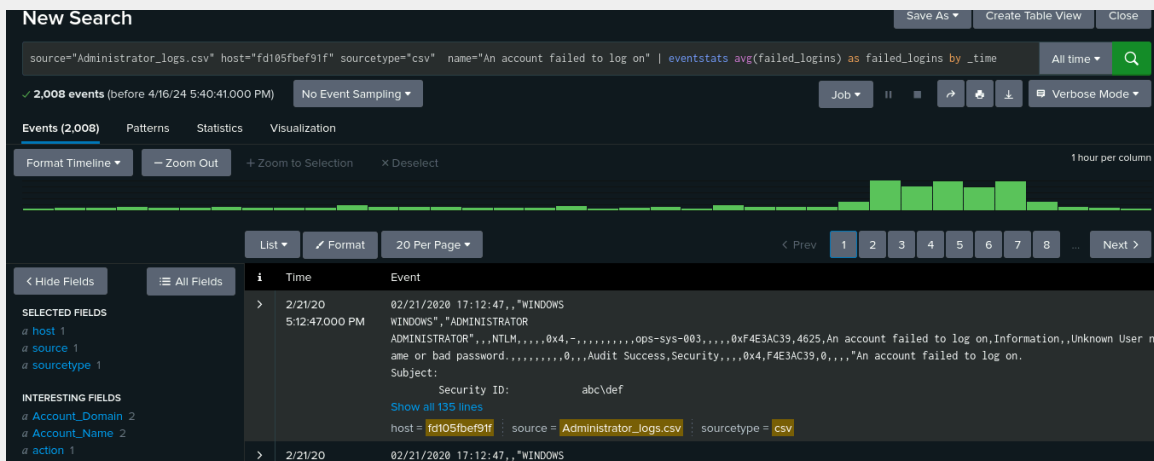 New Search
Save As ▾ Create Table View Close
source="Administrator_logs.csv" host="fd105fbef91f" sourcetype="csv" name="An account failed to log on" | eventstats avg(failed_logins) as failed_logins by _time
All time ▾
✓ 2,008 events (before 4/16/24 5:40:41.000 PM) No Event Sampling ▾
Job ▾ Verbose Mode ▾
Events (2,008) Patterns Statistics Visualization
Format Timeline ▾ — Zoom Out + Zoom to Selection × Deselect
1 hour per column
List ▾ Format 20 Per Page ▾
< Prev 1 2 3 4 5 6 7 8 ... Next >
< Hide Fields All Fields
i Time Event
SELECTED FIELDS
a host 1
a source 1
a sourcetype 1
INTERESTING FIELDS
a Account_Domain 2
a Account_Name 2
a action 1
> 2/21/20
5:12:47.000 PM
02/21/2020 17:12:47,,"WINDOWS
WINDOWS","ADMINISTRATOR
ADMINISTRATOR",,,NTLM,,,,,0x4,-,,,,,,,,,,ops-sys-003,,,,,0xF4E3AC39,4625,An account failed to log on,Information,,Unknown User n
ame or bad password.,,,,,,,,,0,,,Audit Success,Security,,,,0x4,F4E3AC39,0,,,,"An account failed to log on.
Subject:
Security ID: abc\def
Show all 135 lines
host = fd105fbef91f source = Administrator_logs.csv sourcetype = csv
> 2/21/20 02/21/2020 17:12:47,,"WINDOWS